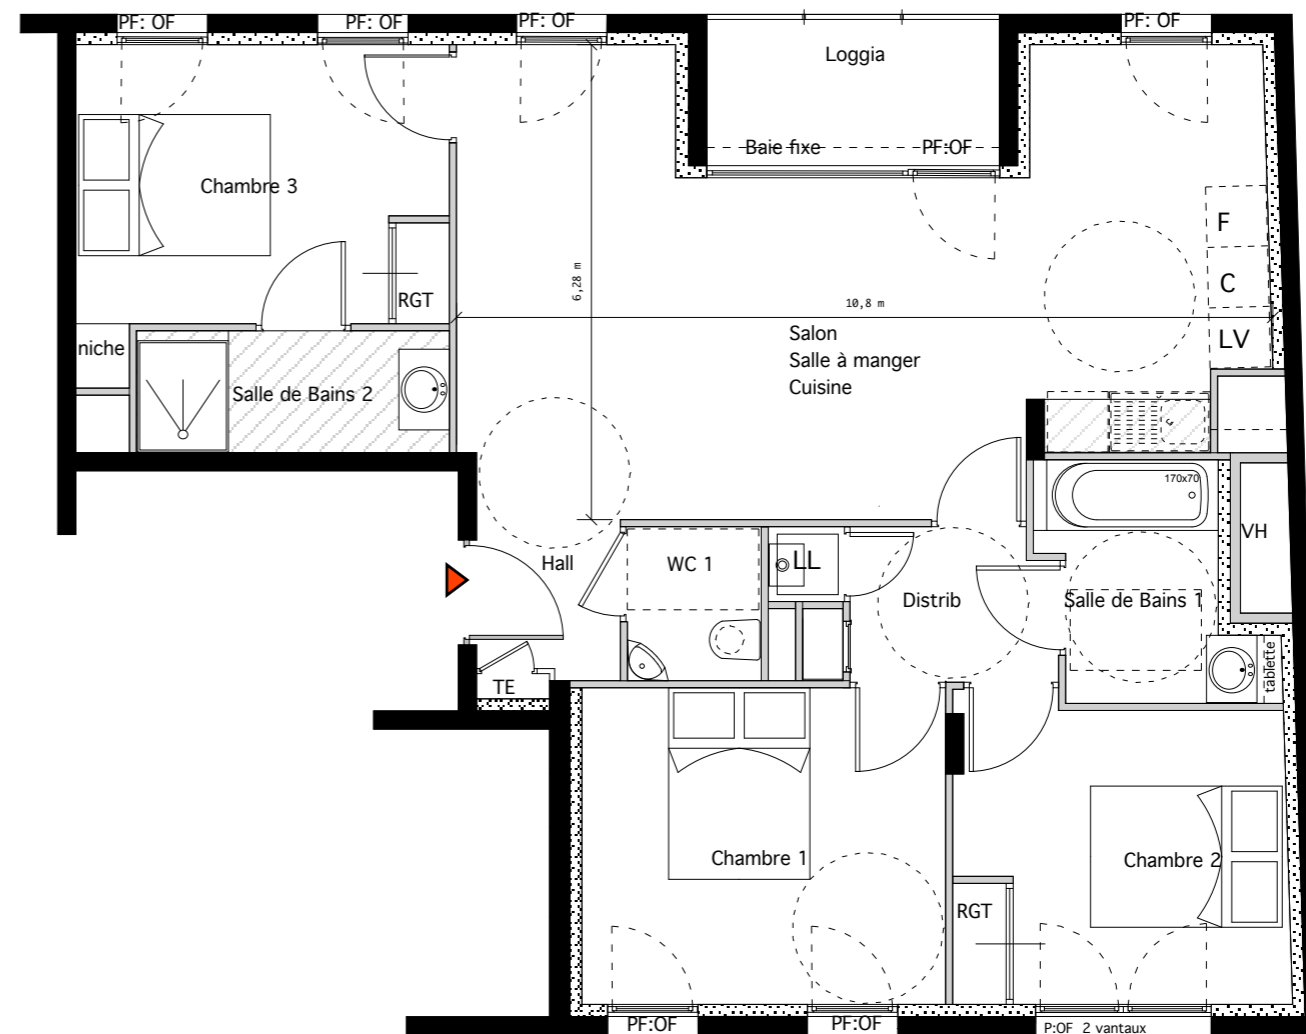 PF: OF
PF: OF
PF: OF
PF: OF
Loggia
Baie fixe
PF:OF
Chambre 3
F
C
LV
6,28 m
10,8 m
RGT
Salon
Salle à manger
Cuisine
niche
Salle de Bains 2
170x70
VH
Hall
WC 1
LL
Distrib
Salle de Bains 1
tablette
TE
Chambre 1
Chambre 2
RGT
PF:OF
PF:OF
P:OF 2 vantaux